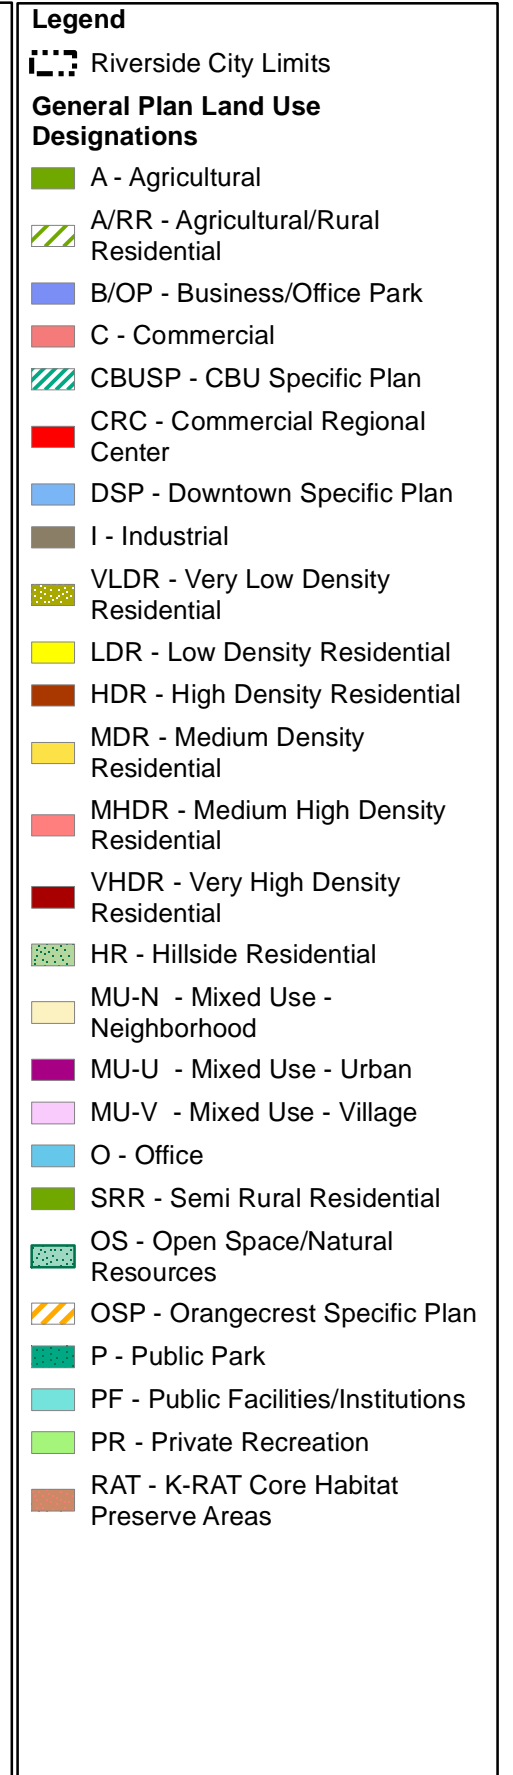 Legend
Riverside City Limits
General Plan Land Use
Designations
A - Agricultural
A/RR - Agricultural/Rural
Residential
B/OP - Business/Office Park
C - Commercial
CBUSP - CBU Specific Plan
CRC - Commercial Regional
Center
DSP - Downtown Specific Plan
I - Industrial
VLDR - Very Low Density
Residential
LDR - Low Density Residential
HDR - High Density Residential
MDR - Medium Density
Residential
MHDR - Medium High Density
Residential
VHDR - Very High Density
Residential
HR - Hillside Residential
MU-N  - Mixed Use -
Neighborhood
MU-U  - Mixed Use - Urban
MU-V  - Mixed Use - Village
O - Office
SRR - Semi Rural Residential
OS - Open Space/Natural
Resources
OSP - Orangecrest Specific Plan
P - Public Park
PF - Public Facilities/Institutions
PR - Private Recreation
RAT - K-RAT Core Habitat
Preserve Areas